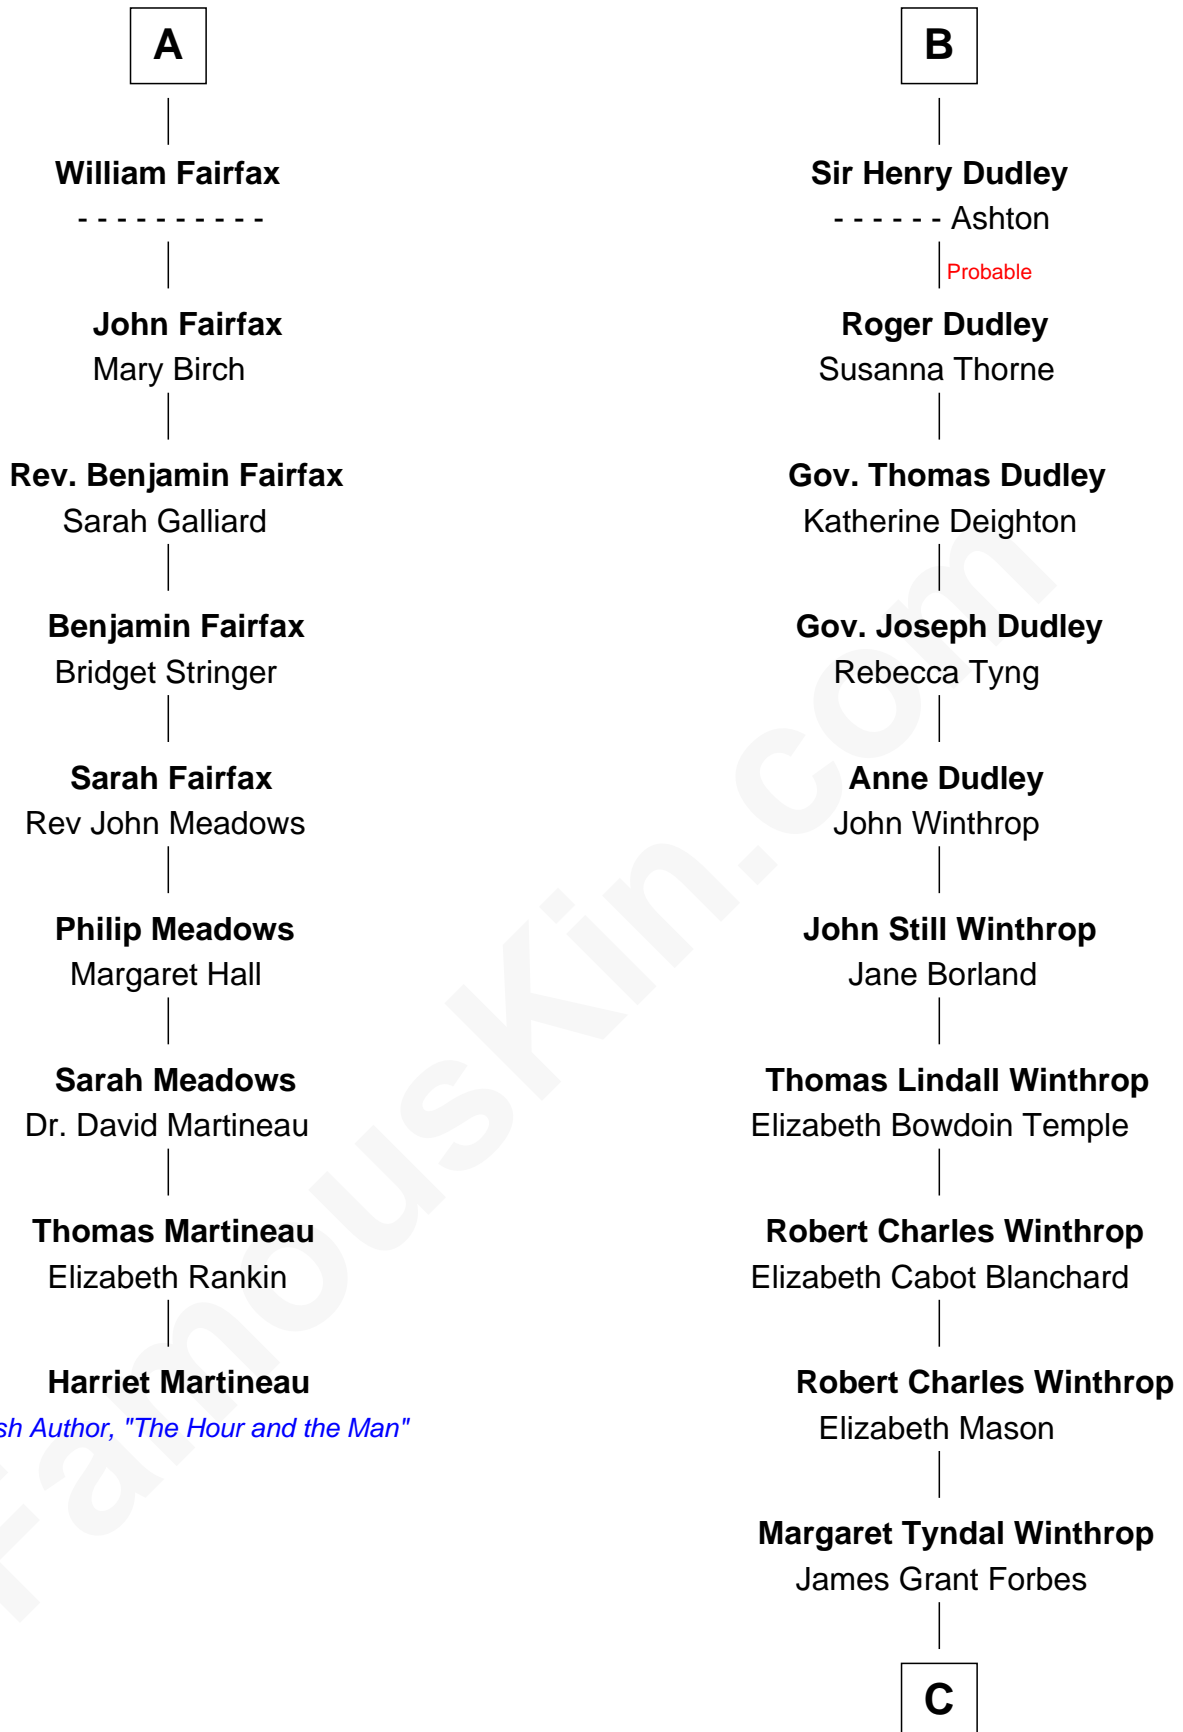 A
William Fairfax
- - - - - - - - - -
John Fairfax
Mary Birch
Rev. Benjamin Fairfax
Sarah Galliard
Benjamin Fairfax
Bridget Stringer
Sarah Fairfax
Rev John Meadows
Philip Meadows
Margaret Hall
Sarah Meadows
Dr. David Martineau
Thomas Martineau
Elizabeth Rankin
Harriet Martineau
Author, "The Hour and the Man"
B
Sir Henry Dudley
- - - - - - Ashton
Probable
Roger Dudley
Susanna Thorne
Gov. Thomas Dudley
Katherine Deighton
Gov. Joseph Dudley
Rebecca Tyng
Anne Dudley
John Winthrop
John Still Winthrop
Jane Borland
Thomas Lindall Winthrop
Elizabeth Bowdoin Temple
Robert Charles Winthrop
Elizabeth Cabot Blanchard
Robert Charles Winthrop
Elizabeth Mason
Margaret Tyndal Winthrop
James Grant Forbes
C
FamousKin.com